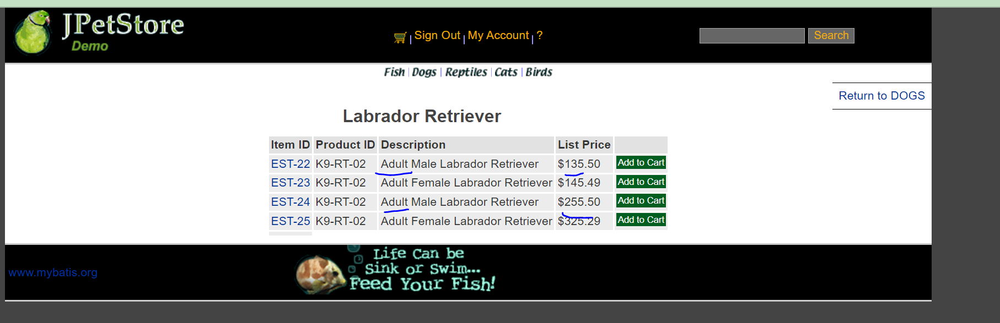 JPetStore
Demo
Sign Out | My Account | ?
Search
Fish | Dogs | Reptiles | Cats | Birds
Return to DOGS
Labrador Retriever
Item ID Product ID Description List Price
EST-22 K9-RT-02 Adult Male Labrador Retriever $135.50 Add to Cart
EST-23 K9-RT-02 Adult Female Labrador Retriever $145.49 Add to Cart
EST-24 K9-RT-02 Adult Male Labrador Retriever $255.50 Add to Cart
EST-25 K9-RT-02 Adult Female Labrador Retriever $325.29 Add to Cart
www.mybatis.org
Life Can be
Sink or Swim...
Feed Your Fish!